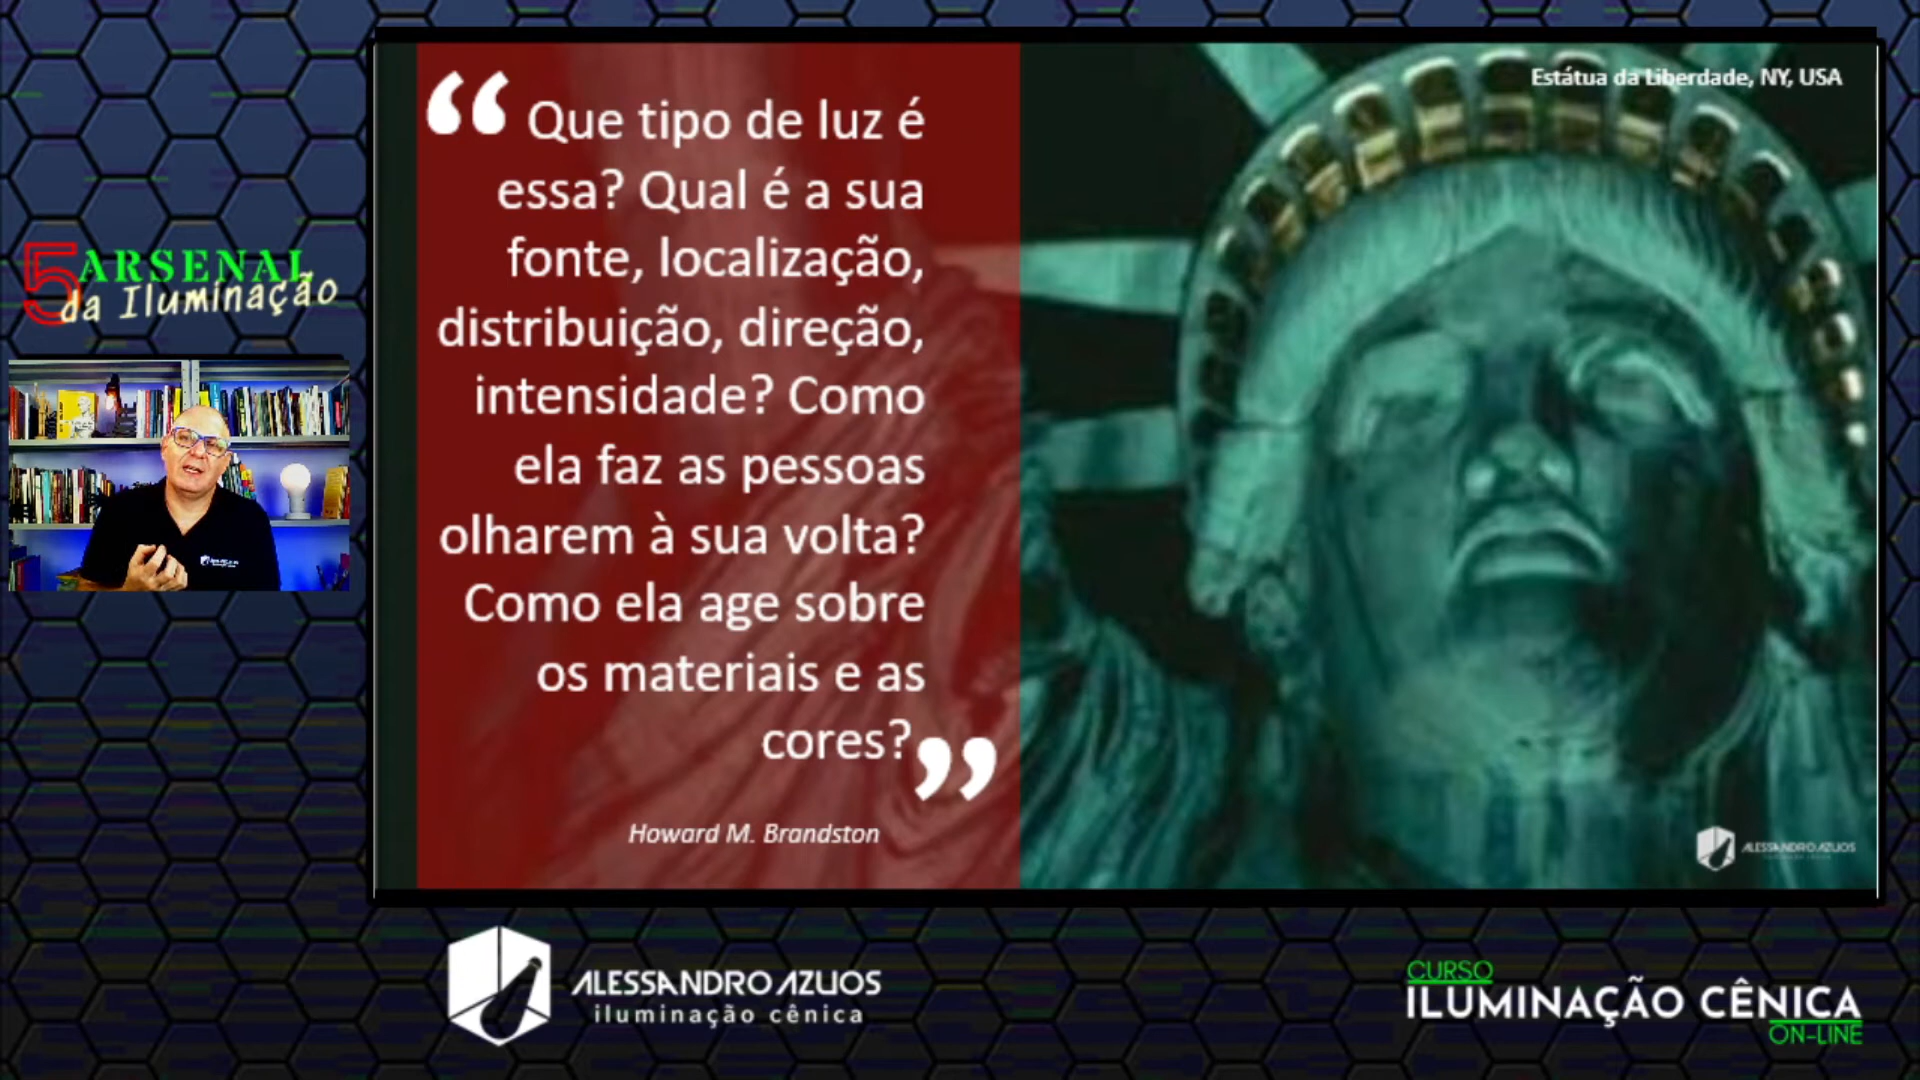 5 ARSENAL
da Iluminação
“ Que tipo de luz é
essa? Qual é a sua
fonte, localização,
distribuição, direção,
intensidade? Como
ela faz as pessoas
olharem à sua volta?
Como ela age sobre
os materiais e as
cores? ”
Howard M. Brandston
Estátua da Liberdade, NY, USA
ALESSANDRO AZUOS
ALESSANDRO AZUOS
iluminação cênica
CURSO
ILUMINAÇÃO CÊNICA
ON-LINE